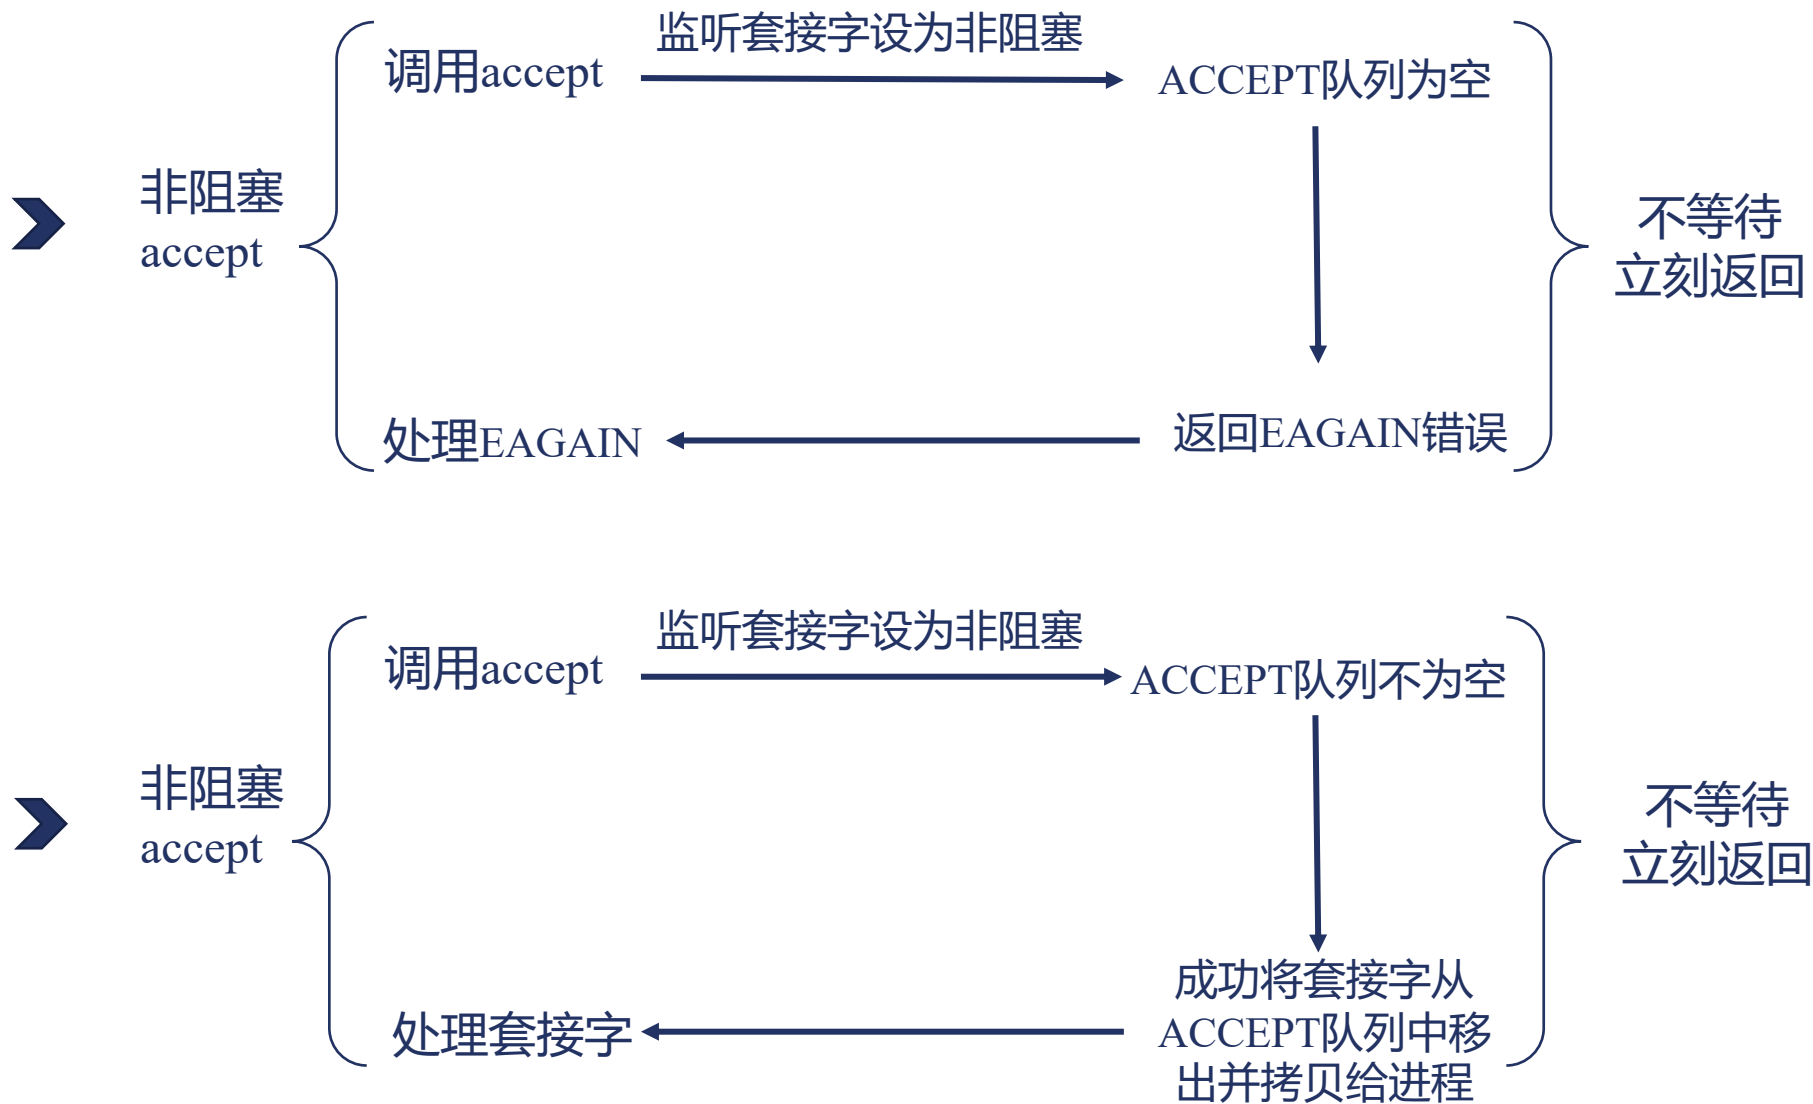 监听套接字设为非阻塞
调用accept
ACCEPT队列为空
非阻塞
accept
不等待
立刻返回
处理EAGAIN
返回EAGAIN错误
监听套接字设为非阻塞
调用accept
ACCEPT队列不为空
非阻塞
accept
不等待
立刻返回
处理套接字
成功将套接字从
ACCEPT队列中移
出并拷贝给进程